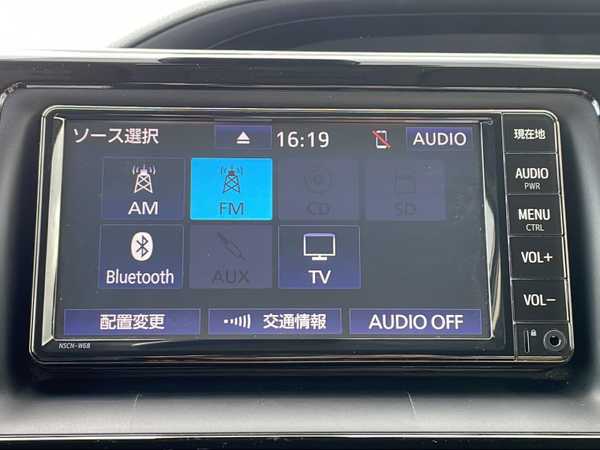 ソース選択 16:19 AUDIO
AM FM CD SD
Bluetooth AUX TV
配置変更 交通情報 AUDIO OFF
NSCN-W68
現在地
AUDIO
PWR
MENU
CTRL
VOL+
VOL−